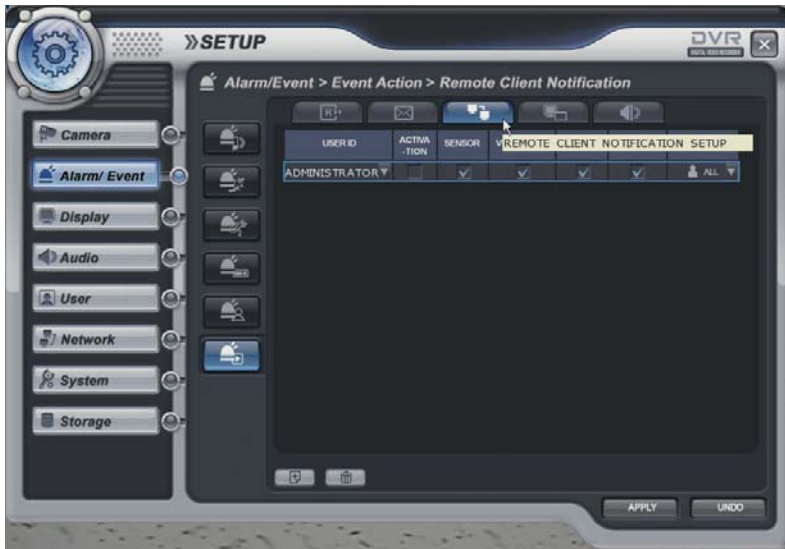 »SETUP
DVR
DIGITAL VIDEO RECORDER
Alarm/Event > Event Action > Remote Client Notification
Camera
Alarm/ Event
Display
Audio
User
Network
System
Storage
USER ID
ACTIVA
-TION
SENSOR
REMOTE CLIENT NOTIFICATION SETUP
ADMINISTRATOR
ALL
APPLY
UNDO